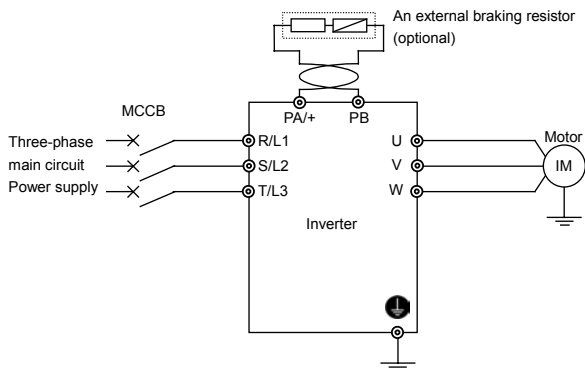 An external braking resistor
(optional)
MCCB
PA/+ PB
Three-phase
main circuit
Power supply
R/L1
S/L2
T/L3
U
V
W
Motor
IM
Inverter